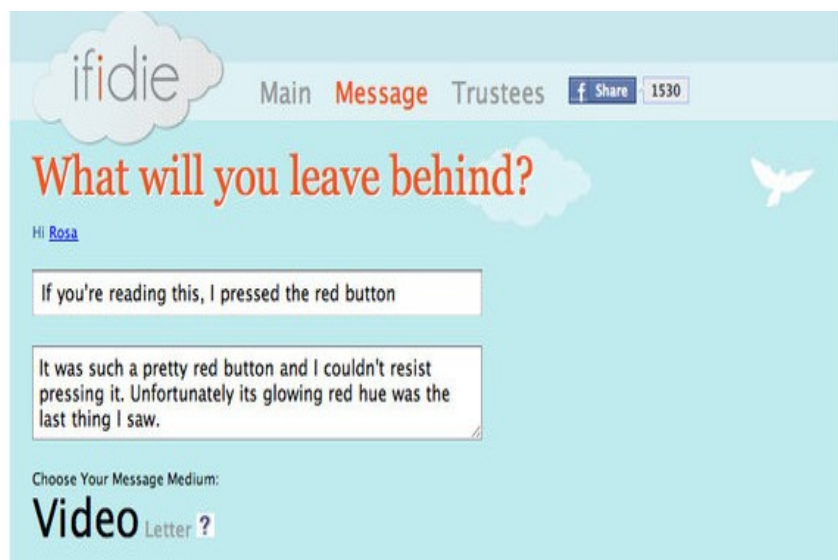 ifidie
Main Message Trustees f Share 1530
What will you leave behind?
Hi Rosa
If you're reading this, I pressed the red button
It was such a pretty red button and I couldn't resist
pressing it. Unfortunately its glowing red hue was the
last thing I saw.
Choose Your Message Medium:
Video Letter ?